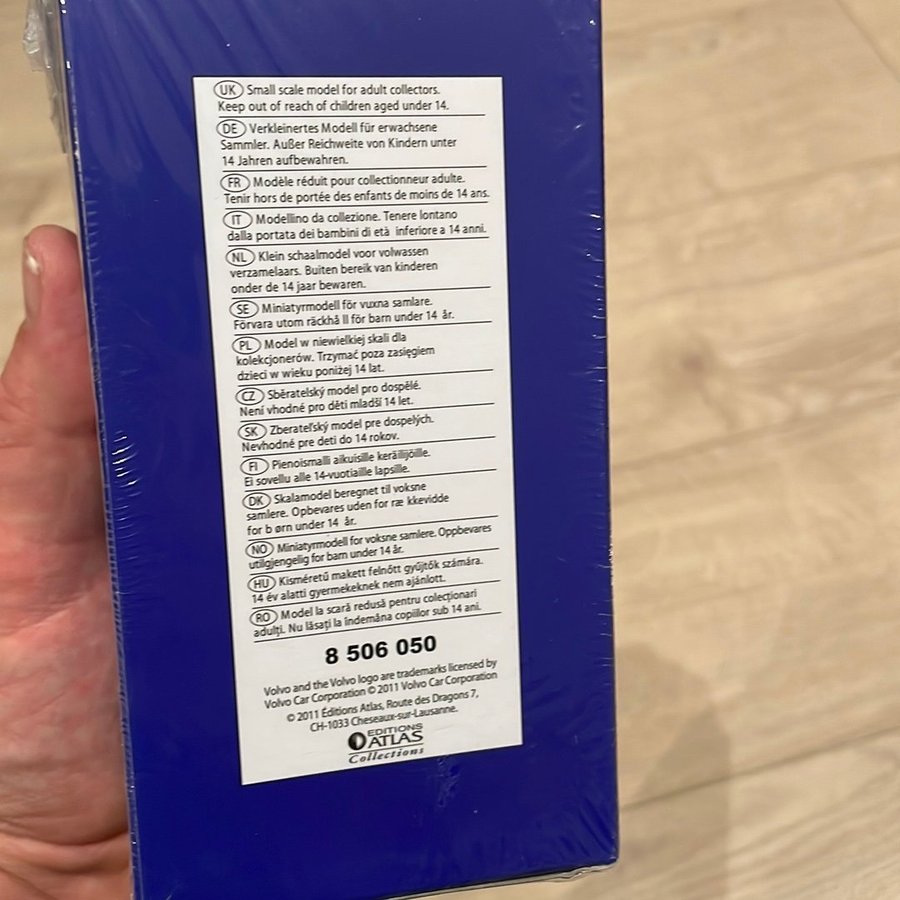 UK Small scale model for adult collectors.
Keep out of reach of children aged under 14.
DE Verkleinertes Modell für erwachsene
Sammler. Außer Reichweite von Kindern unter
14 Jahren aufbewahren.
FR Modèle réduit pour collectionneur adulte.
Tenir hors de portée des enfants de moins de 14 ans.
IT Modellino da collezione. Tenere lontano
dalla portata dei bambini di età inferiore a 14 anni.
NL Klein schaalmodel voor volwassen
verzamelaars. Buiten bereik van kinderen
onder de 14 jaar bewaren.
SE Miniatyrmodell för vuxna samlare.
Förvara utom räckhå ll för barn under 14 år.
PL Model w niewielkiej skali dla
kolekcjonerów. Trzymać poza zasięgiem
dzieci w wieku poniżej 14 lat.
CZ Sběratelský model pro dospělé.
Není vhodné pro děti mladší 14 let.
SK Zberateľský model pre dospelých.
Nevhodné pre deti do 14 rokov.
FI Pienoismalli aikuisille keräilijöille.
Ei sovellu alle 14-vuotiaille lapsille.
DK Skalamodel beregnet til voksne
samlere. Opbevares uden for ræ kkevidde
for b ørn under 14 år.
NO Miniatyrmodell for voksne samlere. Oppbevares
utilgjengelig for barn under 14 år.
HU Kisméretű makett felnőtt gyűjtők számára.
14 év alatti gyermekeknek nem ajánlott.
RO Model la scară redusă pentru colecționari
adulți. Nu lăsați la îndemâna copiilor sub 14 ani.
8 506 050
Volvo and the Volvo logo are trademarks licensed by
Volvo Car Corporation © 2011 Volvo Car Corporation
© 2011 Éditions Atlas, Route des Dragons 7,
CH-1033 Cheseaux-sur-Lausanne.
EDITIONS
ATLAS
Collections